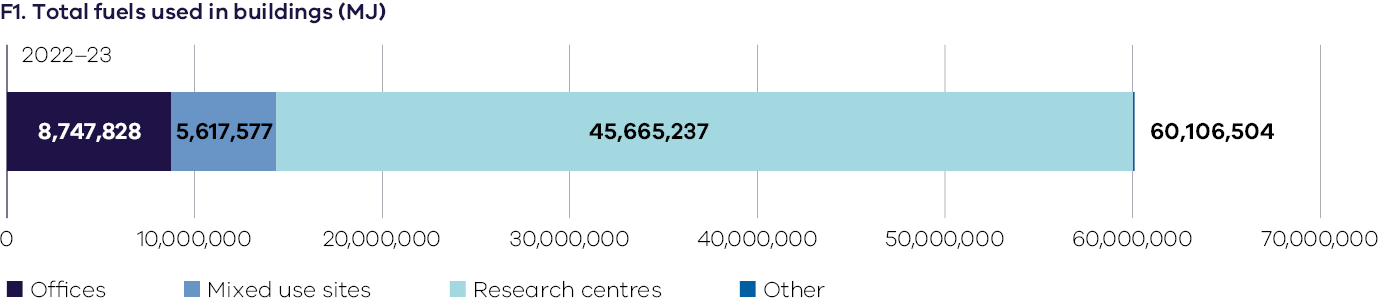 F1. Total fuels used in buildings (MJ)
2022–23
8,747,828 5,617,577 45,665,237 60,106,504
0 10,000,000 20,000,000 30,000,000 40,000,000 50,000,000 60,000,000 70,000,000
Offices Mixed use sites Research centres Other